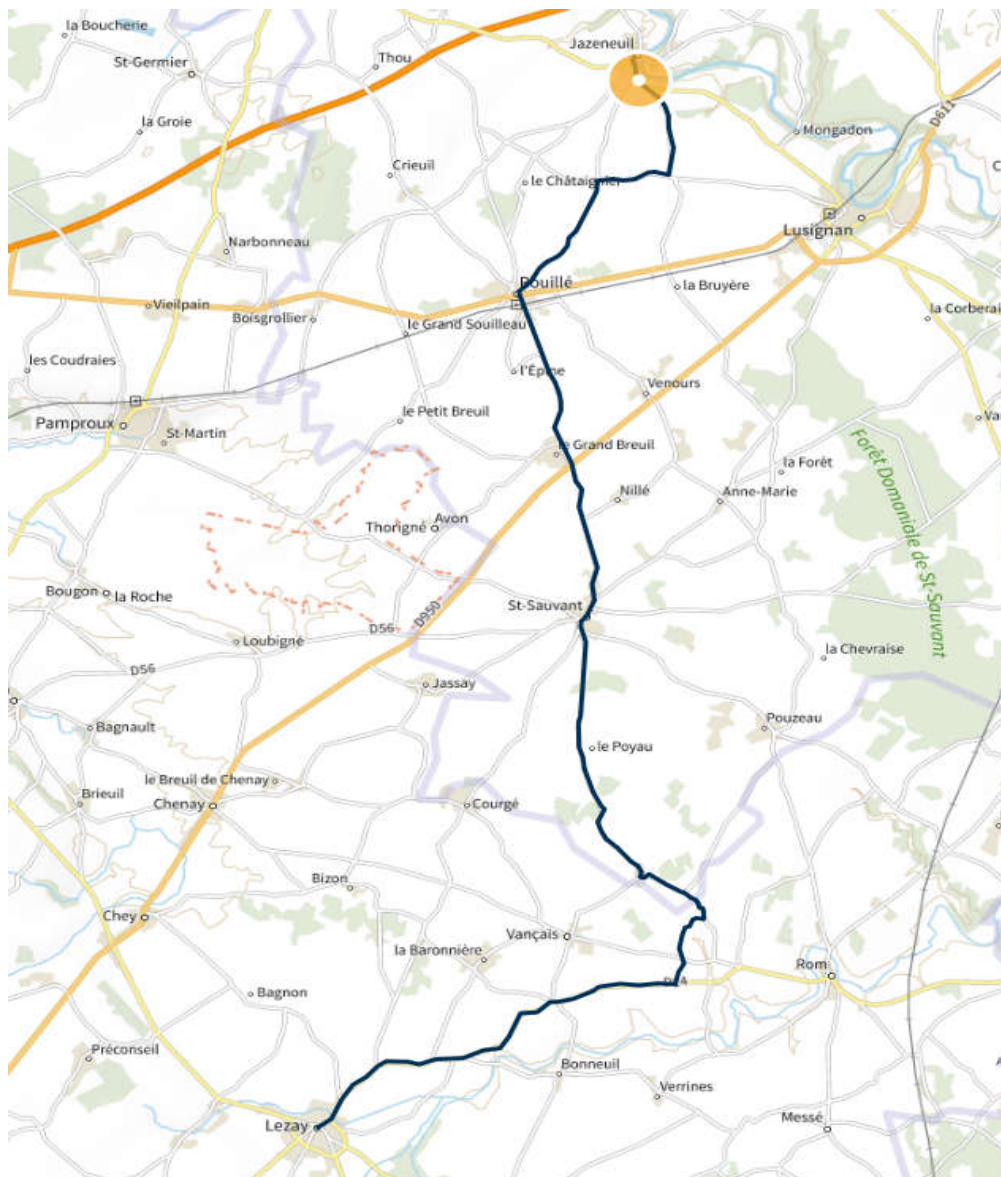 la Boucherie
Jazeneuil
St-Germier
Thou
la Groie
Mongadon
D611
Crieuil
le Châtaignier
Lusignan
Narbonneau
Rouillé
la Bruyère
Vieilpain
Boisgrollier
le Grand Souilleau
la Corberai
les Coudraies
l'Épine
Venours
le Petit Breuil
Pamproux
St-Martin
le Grand Breuil
Forêt Domaniale de St-Sauvant
la Forêt
Nillé
Anne-Marie
Avon
Thorigné
Bougon
la Roche
St-Sauvant
D950
D56
Loubigné
D56
la Chevraise
Jassay
Bagnault
Pouzeau
le Poyau
le Breuil de Chenay
Brieuil
Chenay
Courgé
Bizon
Chey
Vançais
la Baronnière
Rom
Bagnon
Préconseil
Bonneuil
Verrines
Lezay
Messé